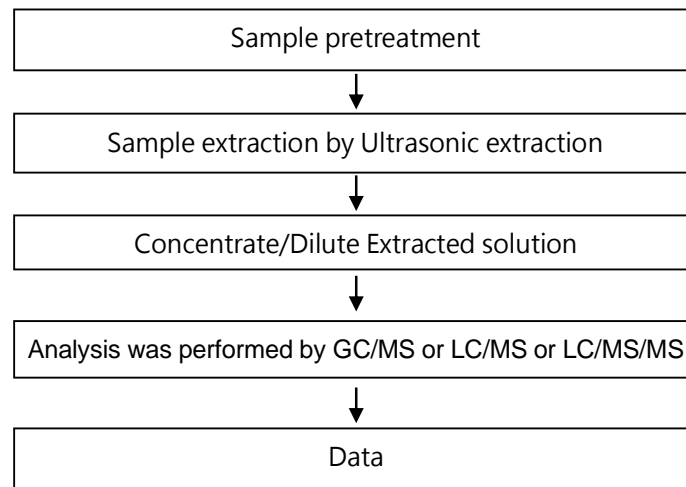 Sample pretreatment
Sample extraction by Ultrasonic extraction
Concentrate/Dilute Extracted solution
Analysis was performed by GC/MS or LC/MS or LC/MS/MS
Data